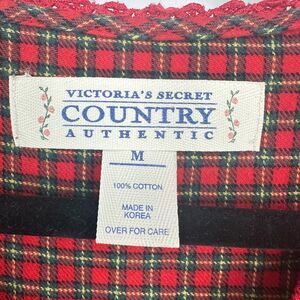 VICTORIA'S SECRET
COUNTRY
AUTHENTIC
M
100% COTTON
MADE IN
KOREA
OVER FOR CARE